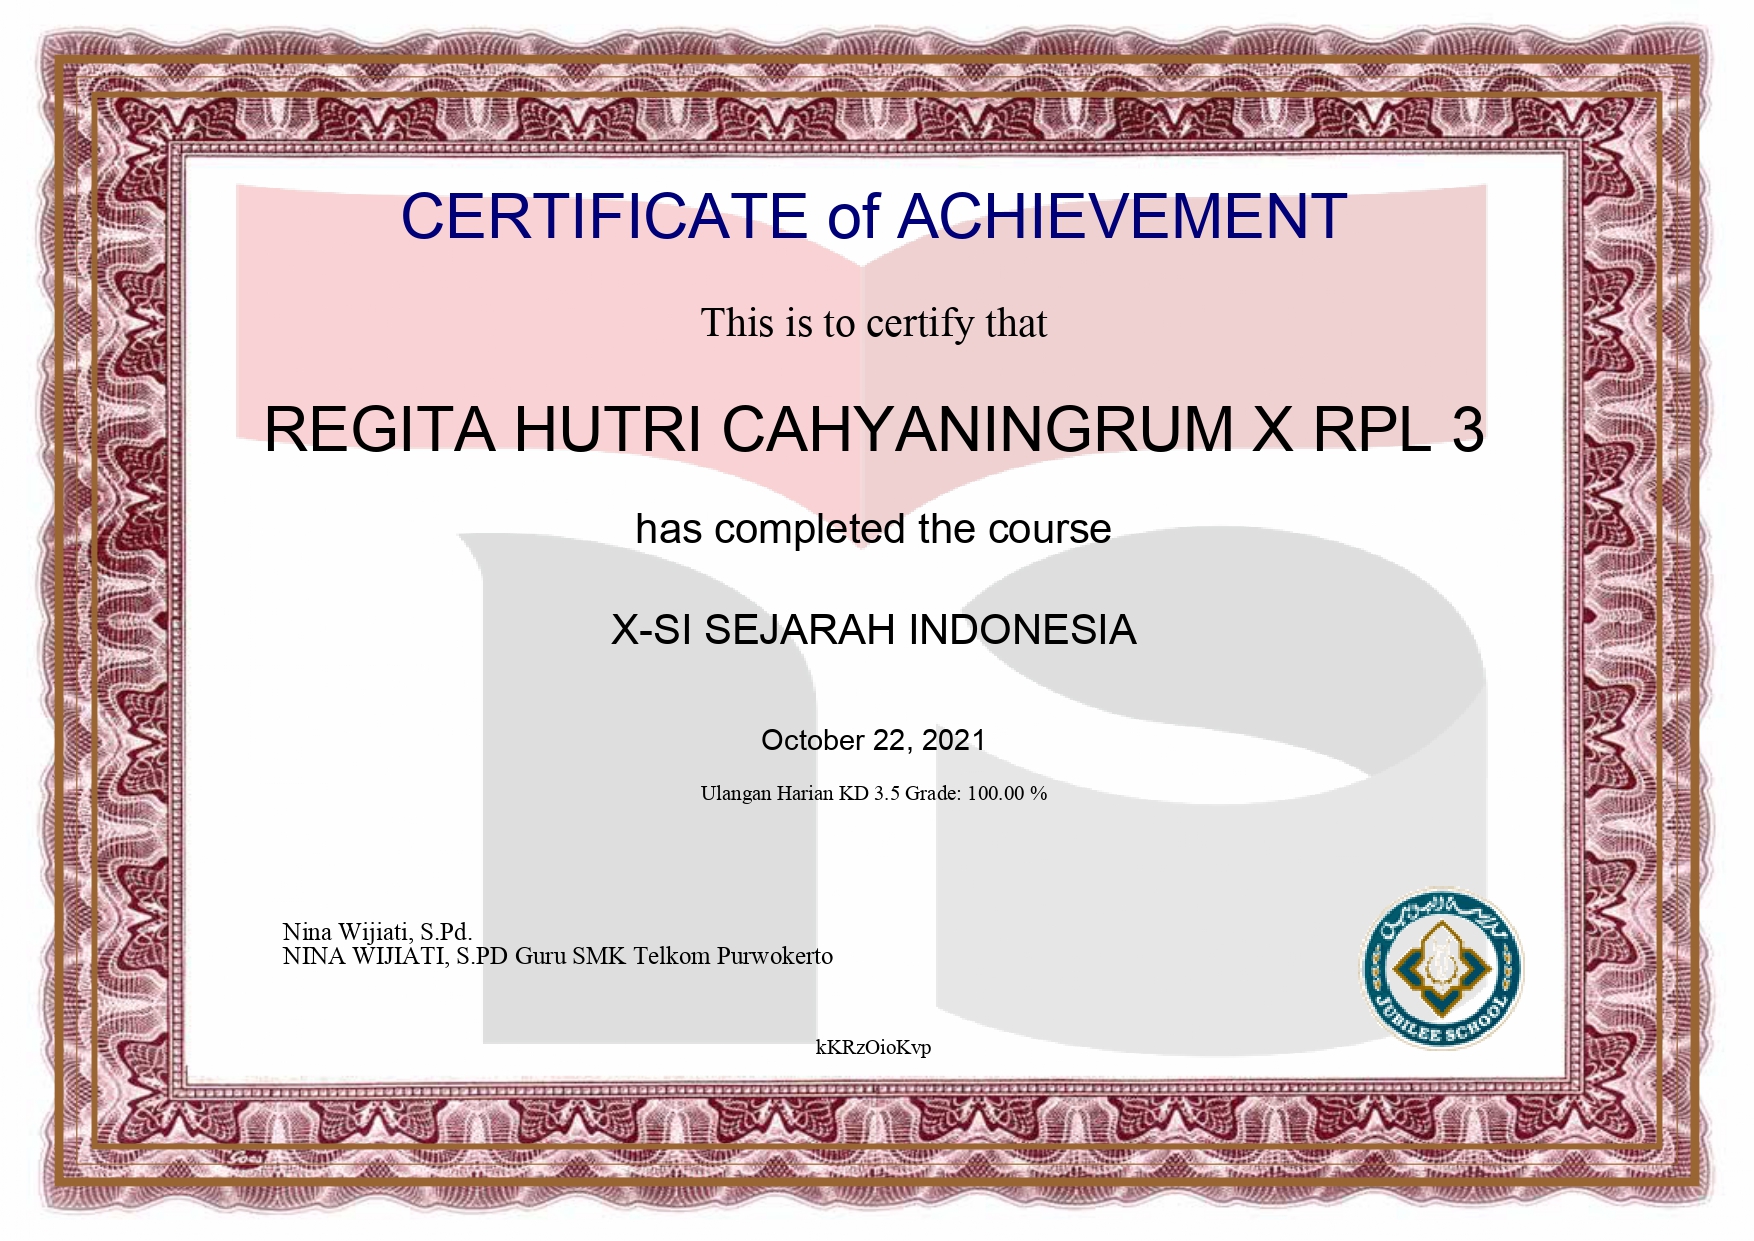 CERTIFICATE of ACHIEVEMENT
This is to certify that
REGITA HUTRI CAHYANINGRUM X RPL 3
has completed the course
X-SI SEJARAH INDONESIA
October 22, 2021
Ulangan Harian KD 3.5 Grade: 100.00 %
Nina Wijiati, S.Pd.
NINA WIJIATI, S.PD Guru SMK Telkom Purwokerto
JUBILEE SCHOOL
kKRzOioKvp
Goes